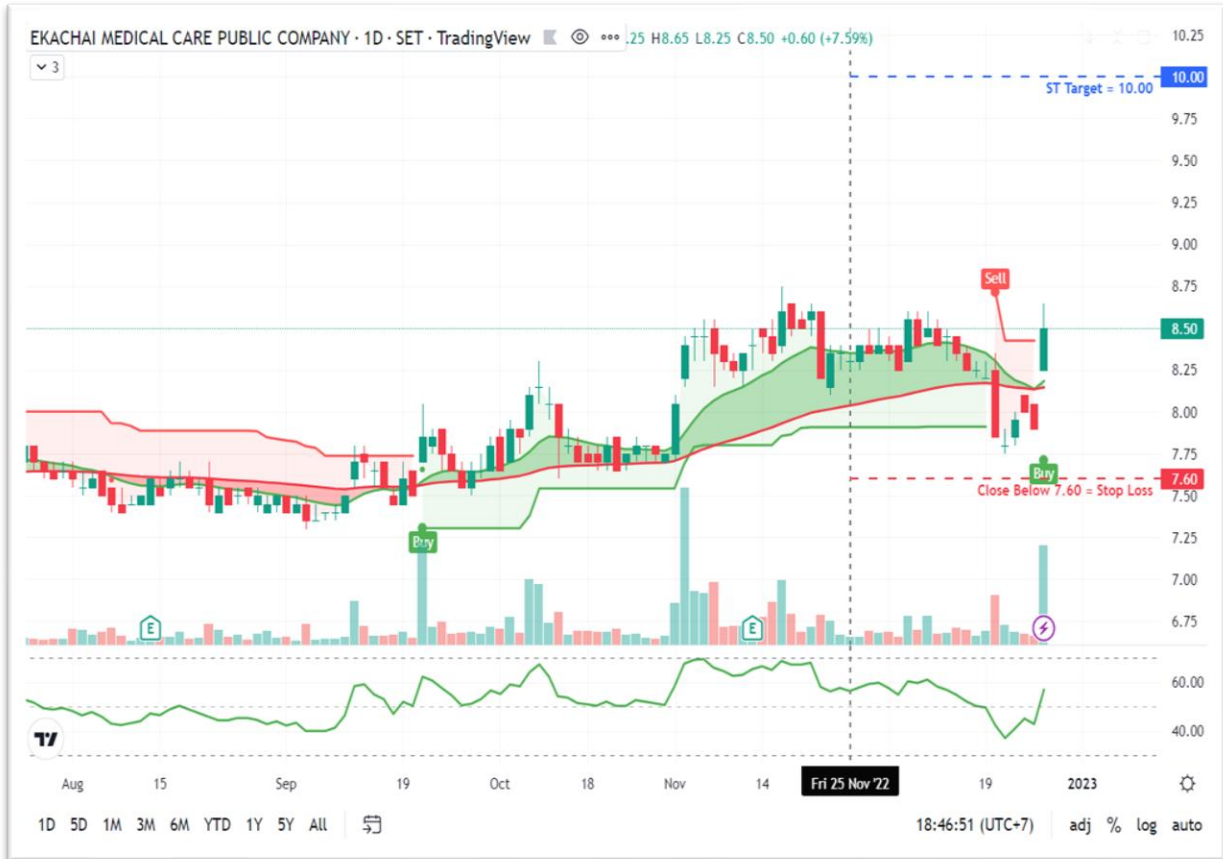 EKACHAI MEDICAL CARE PUBLIC COMPANY · 1D · SET · TradingView ••• .25 H8.65 L8.25 C8.50 +0.60 (+7.59%)
3
10.25
10.00
ST Target = 10.00
9.75
9.50
9.25
9.00
Sell
8.75
8.50
8.25
8.00
7.75
Buy
7.60
Close Below 7.60 = Stop Loss
7.50
Buy
7.25
7.00
E
E
6.75
60.00
40.00
Aug 15 Sep 19 Oct 18 Nov 14 Fri 25 Nov '22 19 2023
1D 5D 1M 3M 6M YTD 1Y 5Y All 18:46:51 (UTC+7) adj % log auto